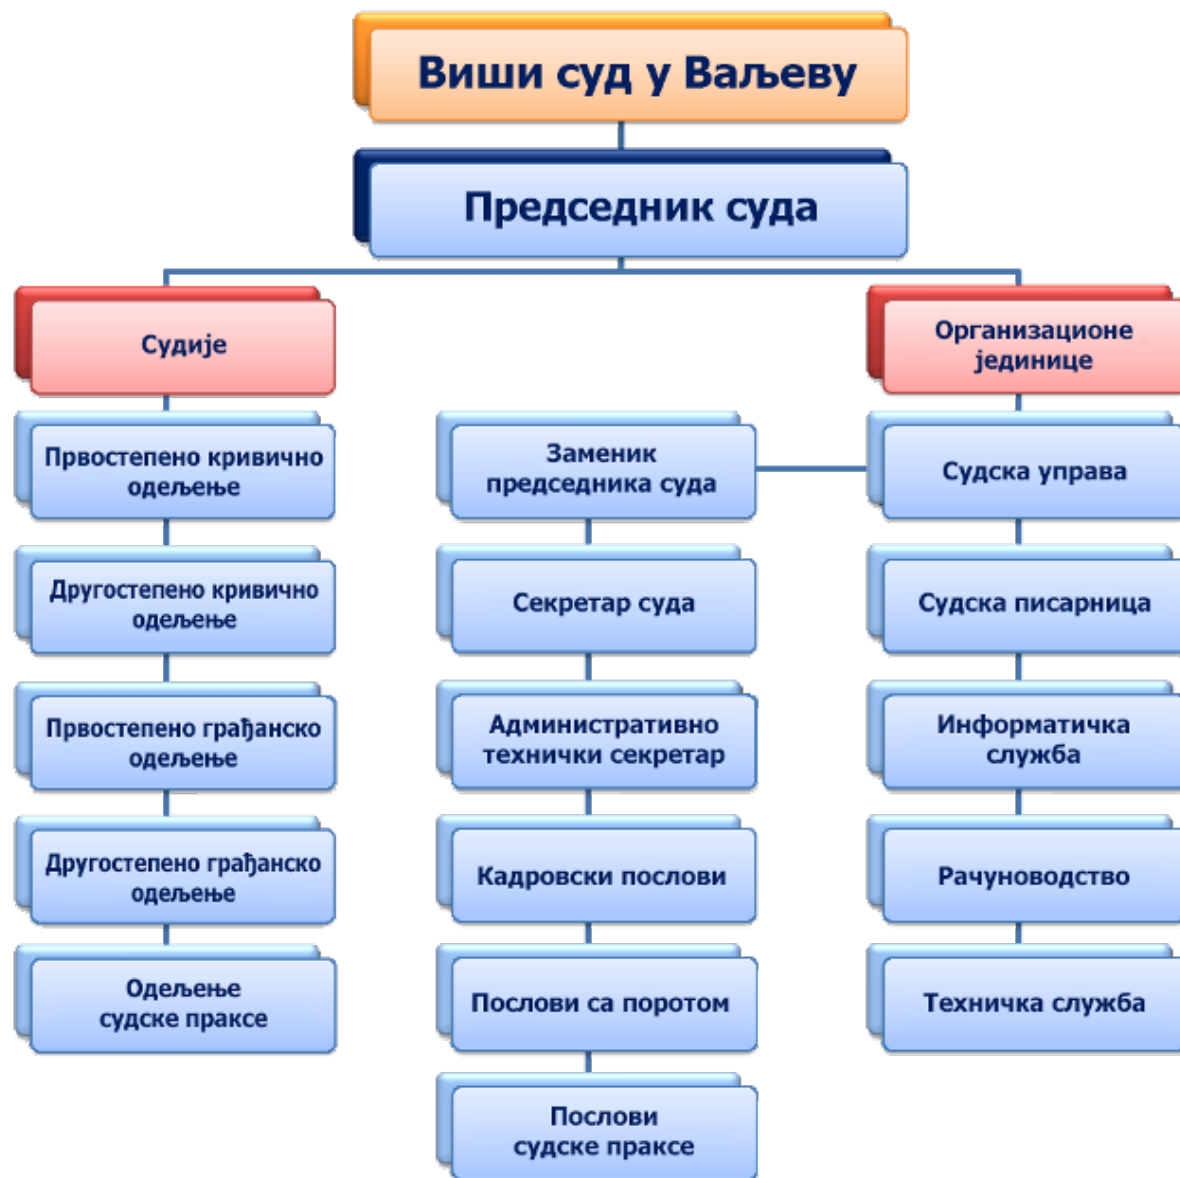 Виши суд у Ваљеву
Председник суда
Судије
Организационе
јединице
Првостепено кривично
одељење
Другостепено кривично
одељење
Првостепено грађанско
одељење
Другостепено грађанско
одељење
Одељење
судске праксе
Заменик
председника суда
Секретар суда
Административно
технички секретар
Кадровски послови
Послови са поротом
Послови
судске праксе
Судска управа
Судска писарница
Информатичка
служба
Рачуноводство
Техничка служба